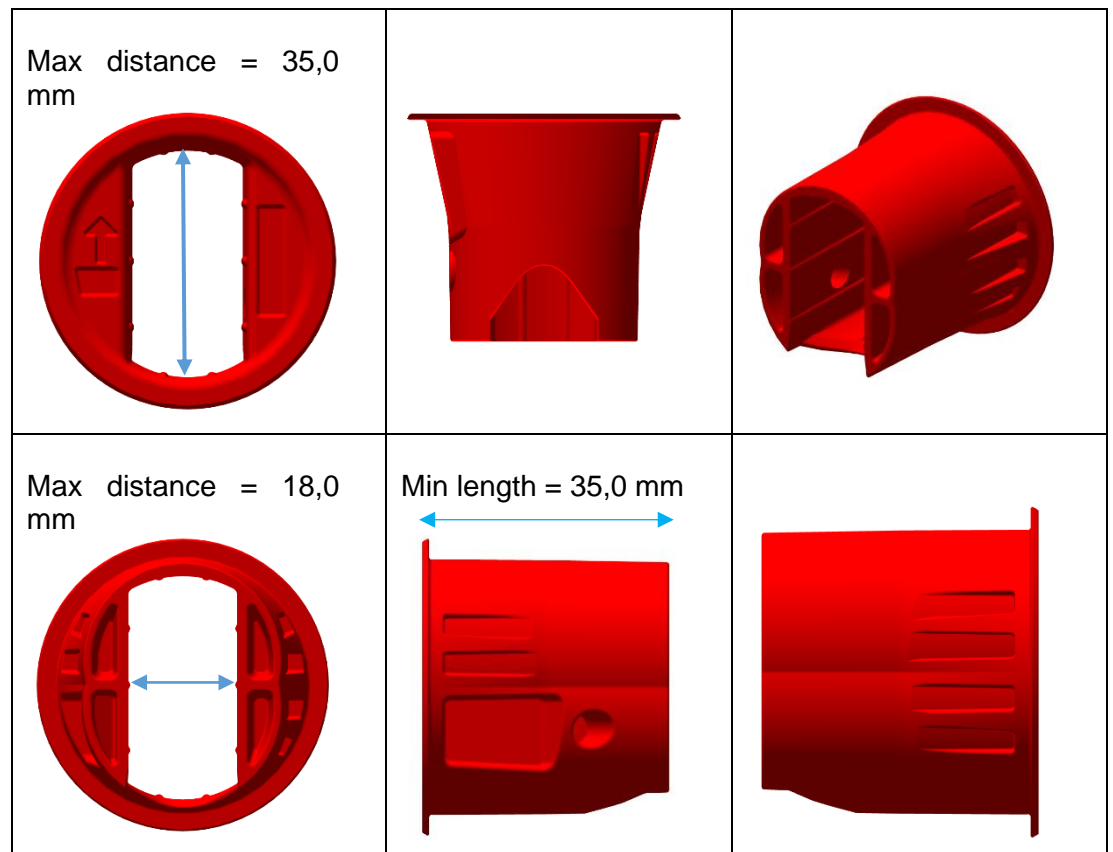 Max distance = 35,0
mm
Max distance = 18,0
mm
Min length = 35,0 mm